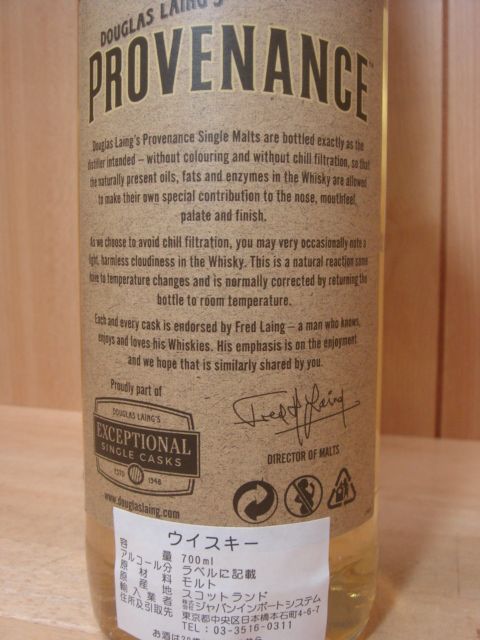 DOUGLAS LAING'S
PROVENANCE
Douglas Laing's Provenance Single Malts are bottled exactly as the
distiller intended – without colouring and without chill filtration, so that
the naturally present oils, fats and enzymes in the Whisky are allowed
to make their own special contribution to the nose, mouthfeel,
palate and finish.
As we choose to avoid chill filtration, you may very occasionally note a
light, harmless cloudiness in the Whisky. This is a natural reaction some
have to temperature changes and is normally corrected by returning the
bottle to room temperature.
Each and every cask is endorsed by Fred Laing – a man who knows,
enjoys and loves his Whiskies. His emphasis is on the enjoyment
and we hope that is similarly shared by you.
Proudly part of
DOUGLAS LAING'S
EXCEPTIONAL
SINGLE CASKS
ESTD 1948
www.douglaslaing.com
Fred H Laing
DIRECTOR OF MALTS
ウイスキー
容量 700ml
アルコール分 ラベルに記載
原材料 モルト
原産地 スコットランド
輸入業者 株式会社ジャパンインポートシステム
住所及引取先 東京都中央区日本橋本石町4-6-7
TEL : 03-3516-0311
お酒は20歳